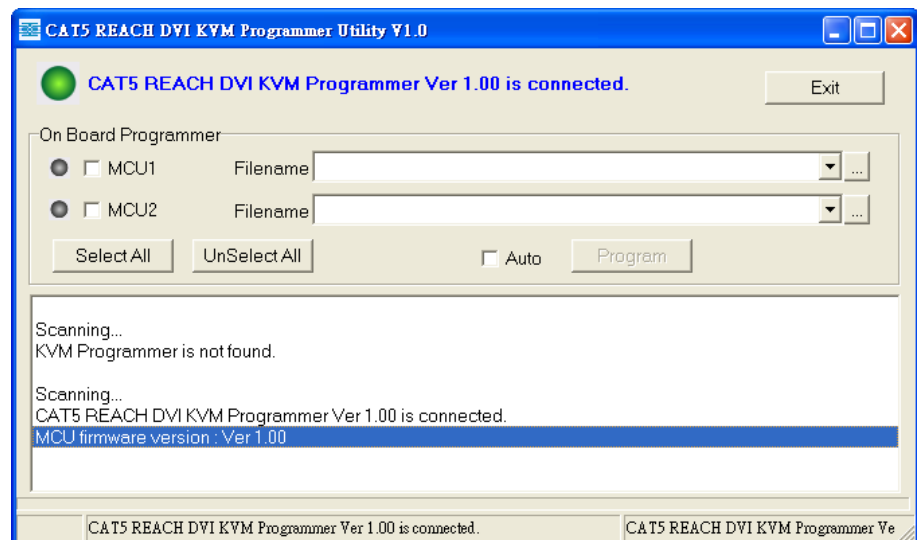 CAT5 REACH DVI KVM Programmer Utility V1.0
CAT5 REACH DVI KVM Programmer Ver 1.00 is connected.
Exit
On Board Programmer
MCU1 Filename ...
MCU2 Filename ...
Select All UnSelect All Auto Program
Scanning...
KVM Programmer is not found.
Scanning...
CAT5 REACH DVI KVM Programmer Ver 1.00 is connected.
MCU firmware version : Ver 1.00
CAT5 REACH DVI KVM Programmer Ver 1.00 is connected. CAT5 REACH DVI KVM Programmer Ve